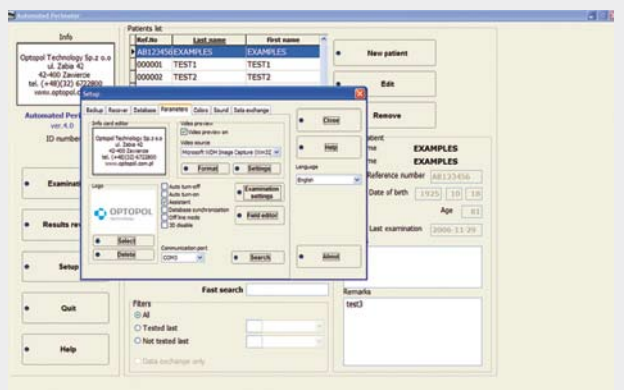 Automated Perimeter
Info
Optopol Technology Sp.z o.o
ul. Zabia 42
42-400 Zawiercie
tel. (+48)(32) 6722800
www.optopol.c
Automated Peri
ver.4.0
ID number
Examinat
Results re
Setup
Quit
Help
Patients list
Ref.No Last name First name
AB123456 EXAMPLES EXAMPLES
000001 TEST1 TEST1
000002 TEST2 TEST2
New patient
Edit
Remove
atient
me EXAMPLES
me EXAMPLES
Reference number AB123456
Date of birth 1925 10 18
Age 81
Last examination 2006-11-29
Remarks
test3
Setup
Backup Recover Database Parameters Colors Sound Data exchange
Info card editor
Optopol Technology Sp.z o.o
ul. Zabia 42
42-400 Zawiercie
tel. (+48)(32) 6722800
www.optopol.com.pl
Video preview
Video preview on
Video source
Microsoft WDM Image Capture (Win32)
Format
Settings
Logo
OPTOPOL
Select
Delete
Auto turn-off
Auto turn-on
Assistant
Database synchronization
Offline mode
3D disable
Examination settings
Field editor
Communication port
COM3
Search
Close
Help
Language
English
About
Fast search
Filters
All
Tested last
Not tested last
Data exchange only